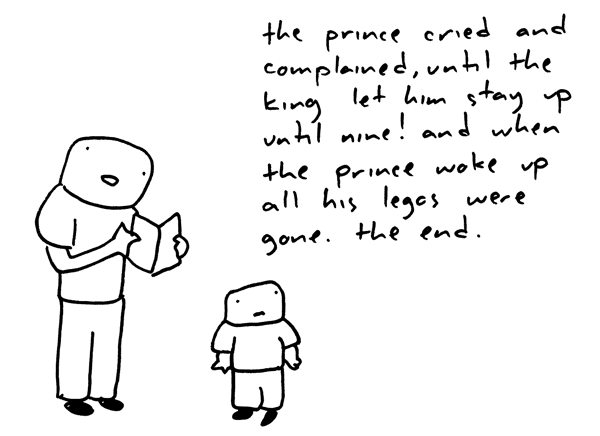 the prince cried and
complained, until the
king let him stay up
until nine! and when
the prince woke up
all his legos were
gone. the end.